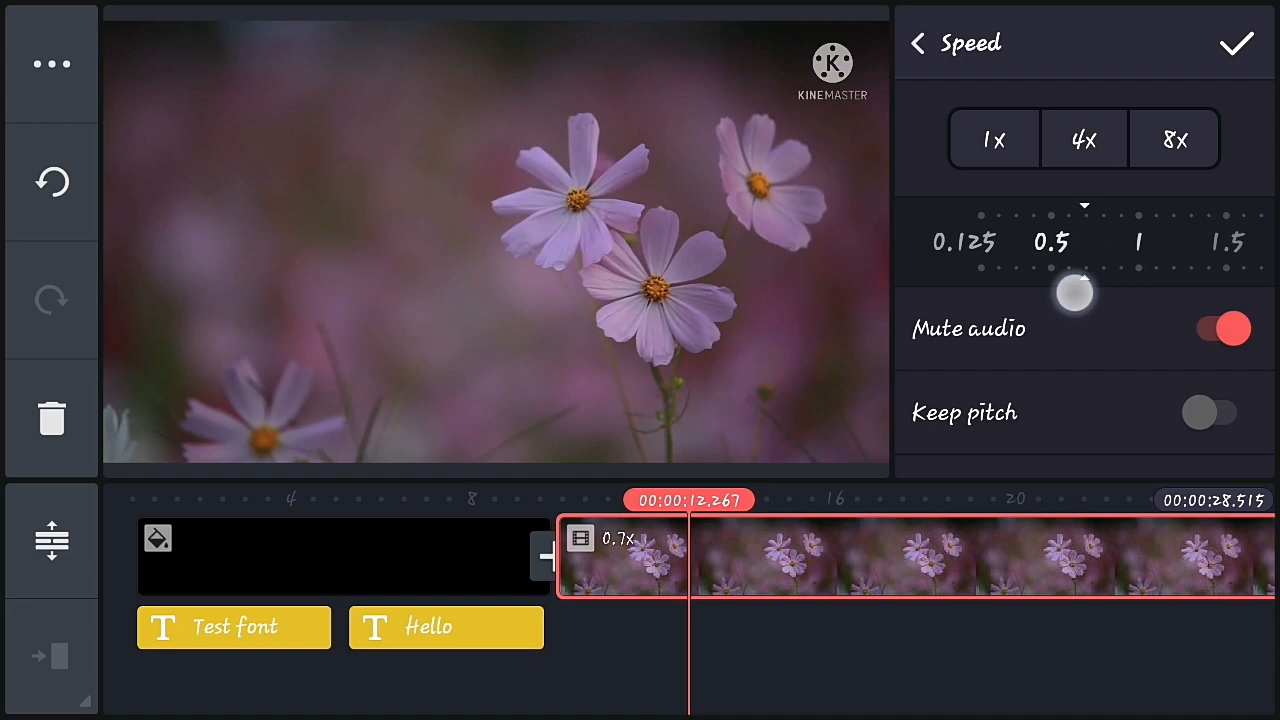 K
KINEMASTER
Speed
1x 4x 8x
0.125 0.5 1 1.5
Mute audio
Keep pitch
4 8 00:00:12.267 16 20 00:00:28.515
0.7x
T Test font T Hello